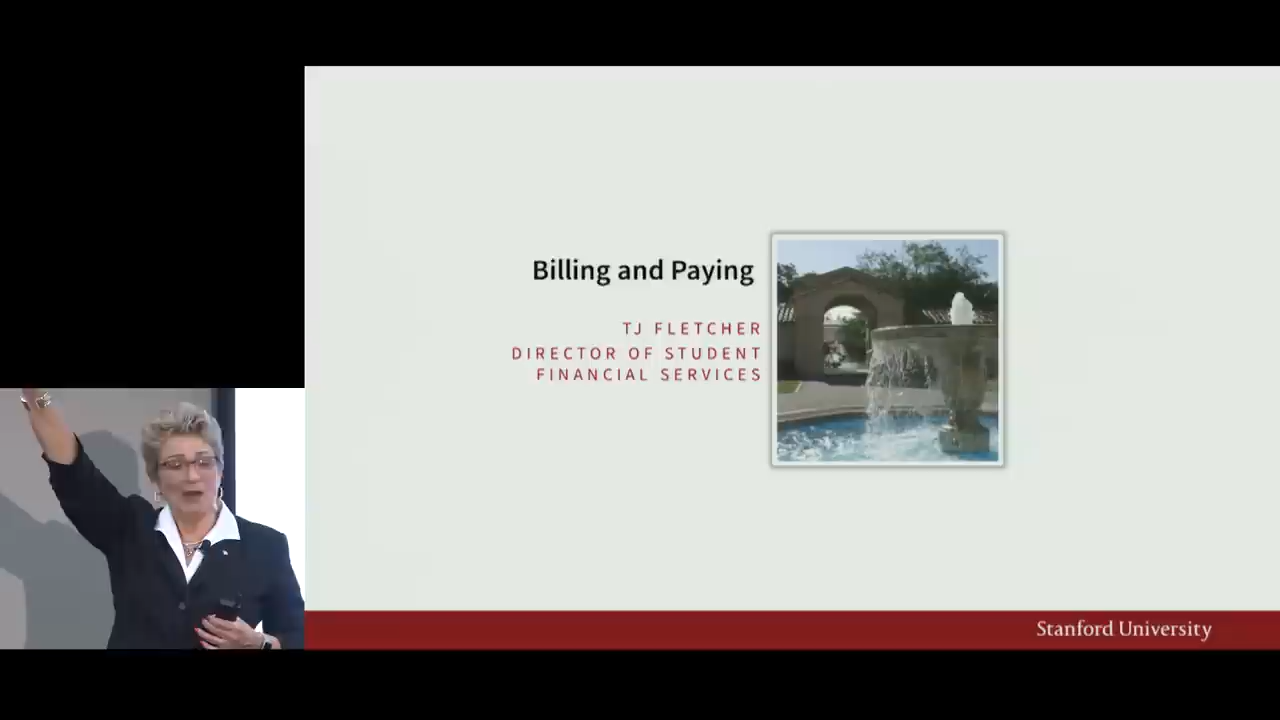 Billing and Paying
TJ FLETCHER
DIRECTOR OF STUDENT
FINANCIAL SERVICES
Stanford University